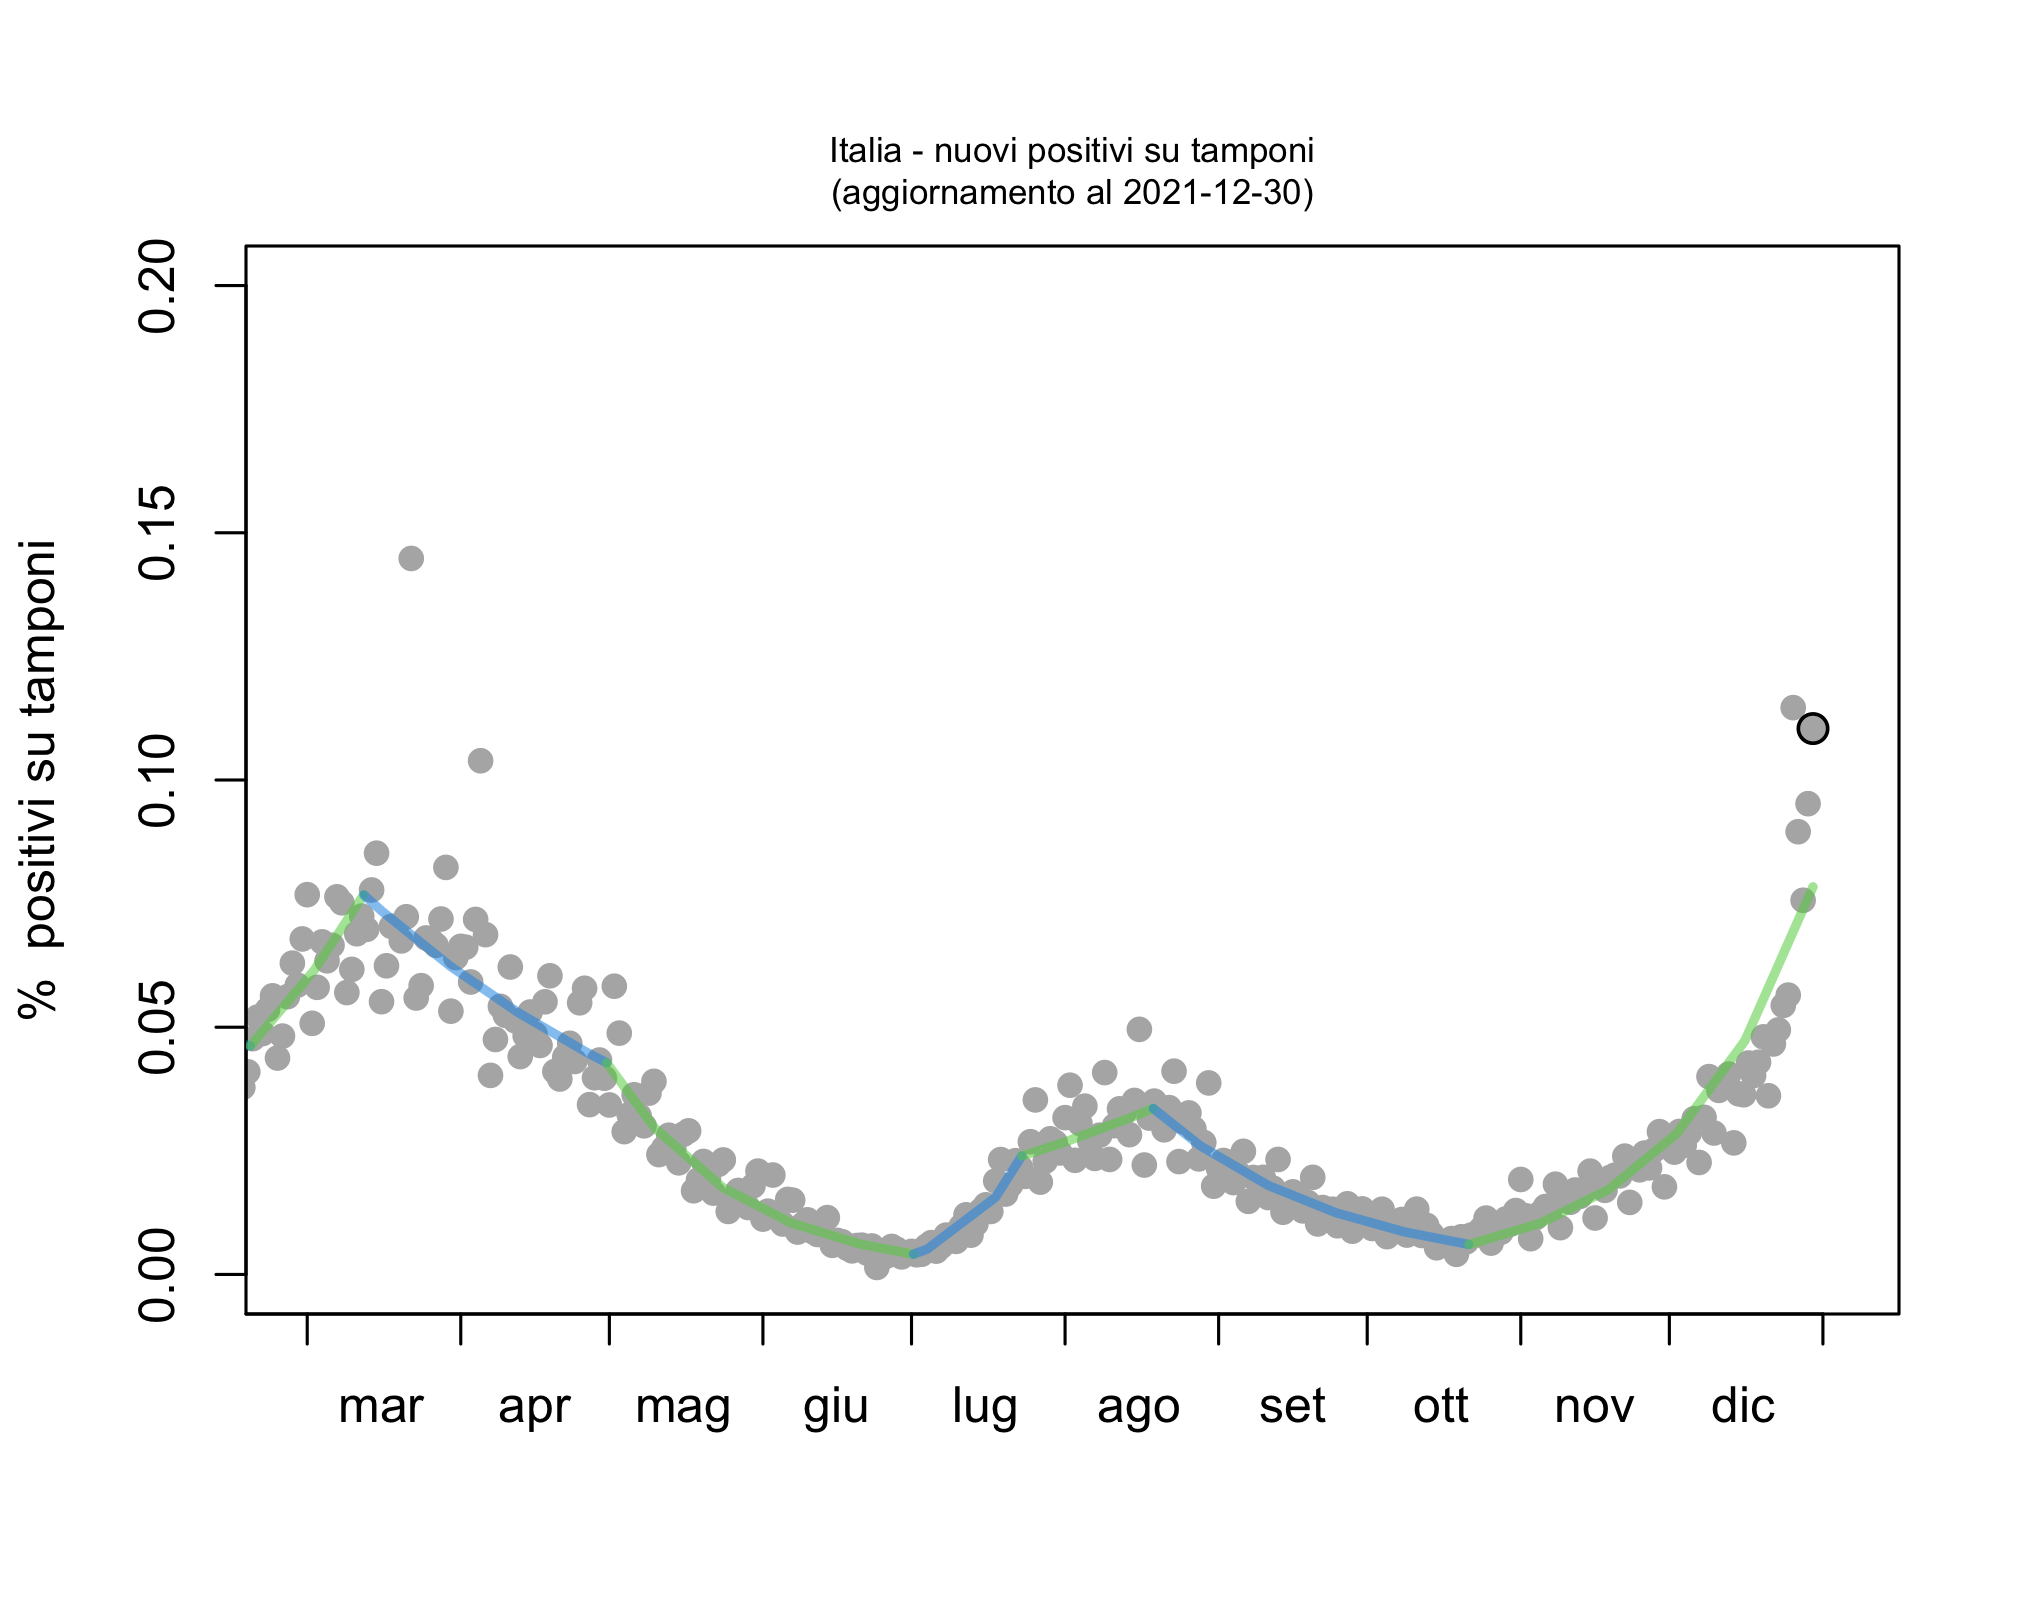 Italia - nuovi positivi su tamponi
(aggiornamento al 2021-12-30)
% positivi su tamponi
0.20
0.15
0.10
0.05
0.00
mar apr mag giu lug ago set ott nov dic